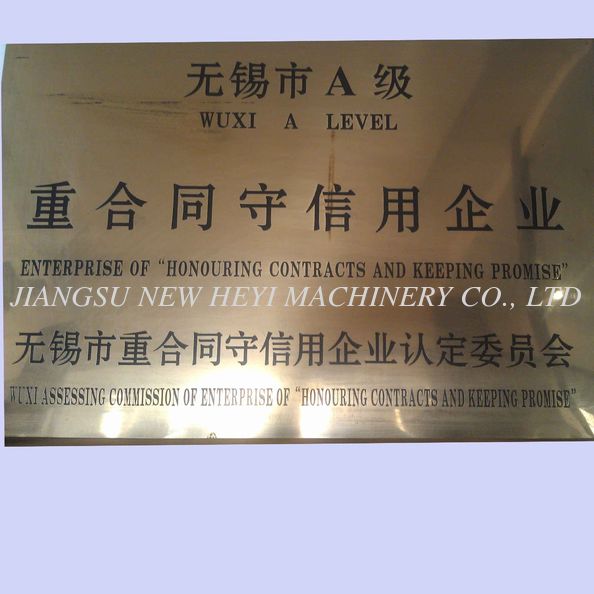 无锡市A级
WUXI A LEVEL
重合同守信用企业
ENTERPRISE OF “HONOURING CONTRACTS AND KEEPING PROMISE”
JIANGSU NEW HEYI MACHINERY CO., LTD
无锡市重合同守信用企业认定委员会
WUXI ASSESSING COMMISSION OF ENTERPRISE OF “HONOURING CONTRACTS AND KEEPING PROMISE”